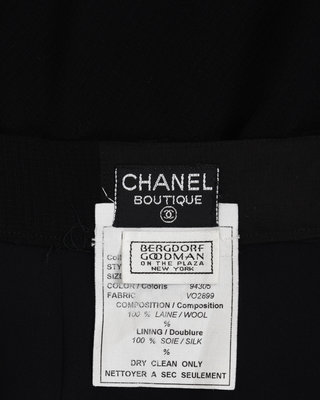 CHANEL
BOUTIQUE
BERGDORF
GOODMAN
ON THE PLAZA
NEW YORK
STY
SIZE
COLOR / Coloris 94305
FABRIC VO2699
COMPOSITION / Composition
100 % LAINE / WOOL
%
LINING / Doublure
100 % SOIE / SILK
%
DRY CLEAN ONLY
NETTOYER A SEC SEULEMENT